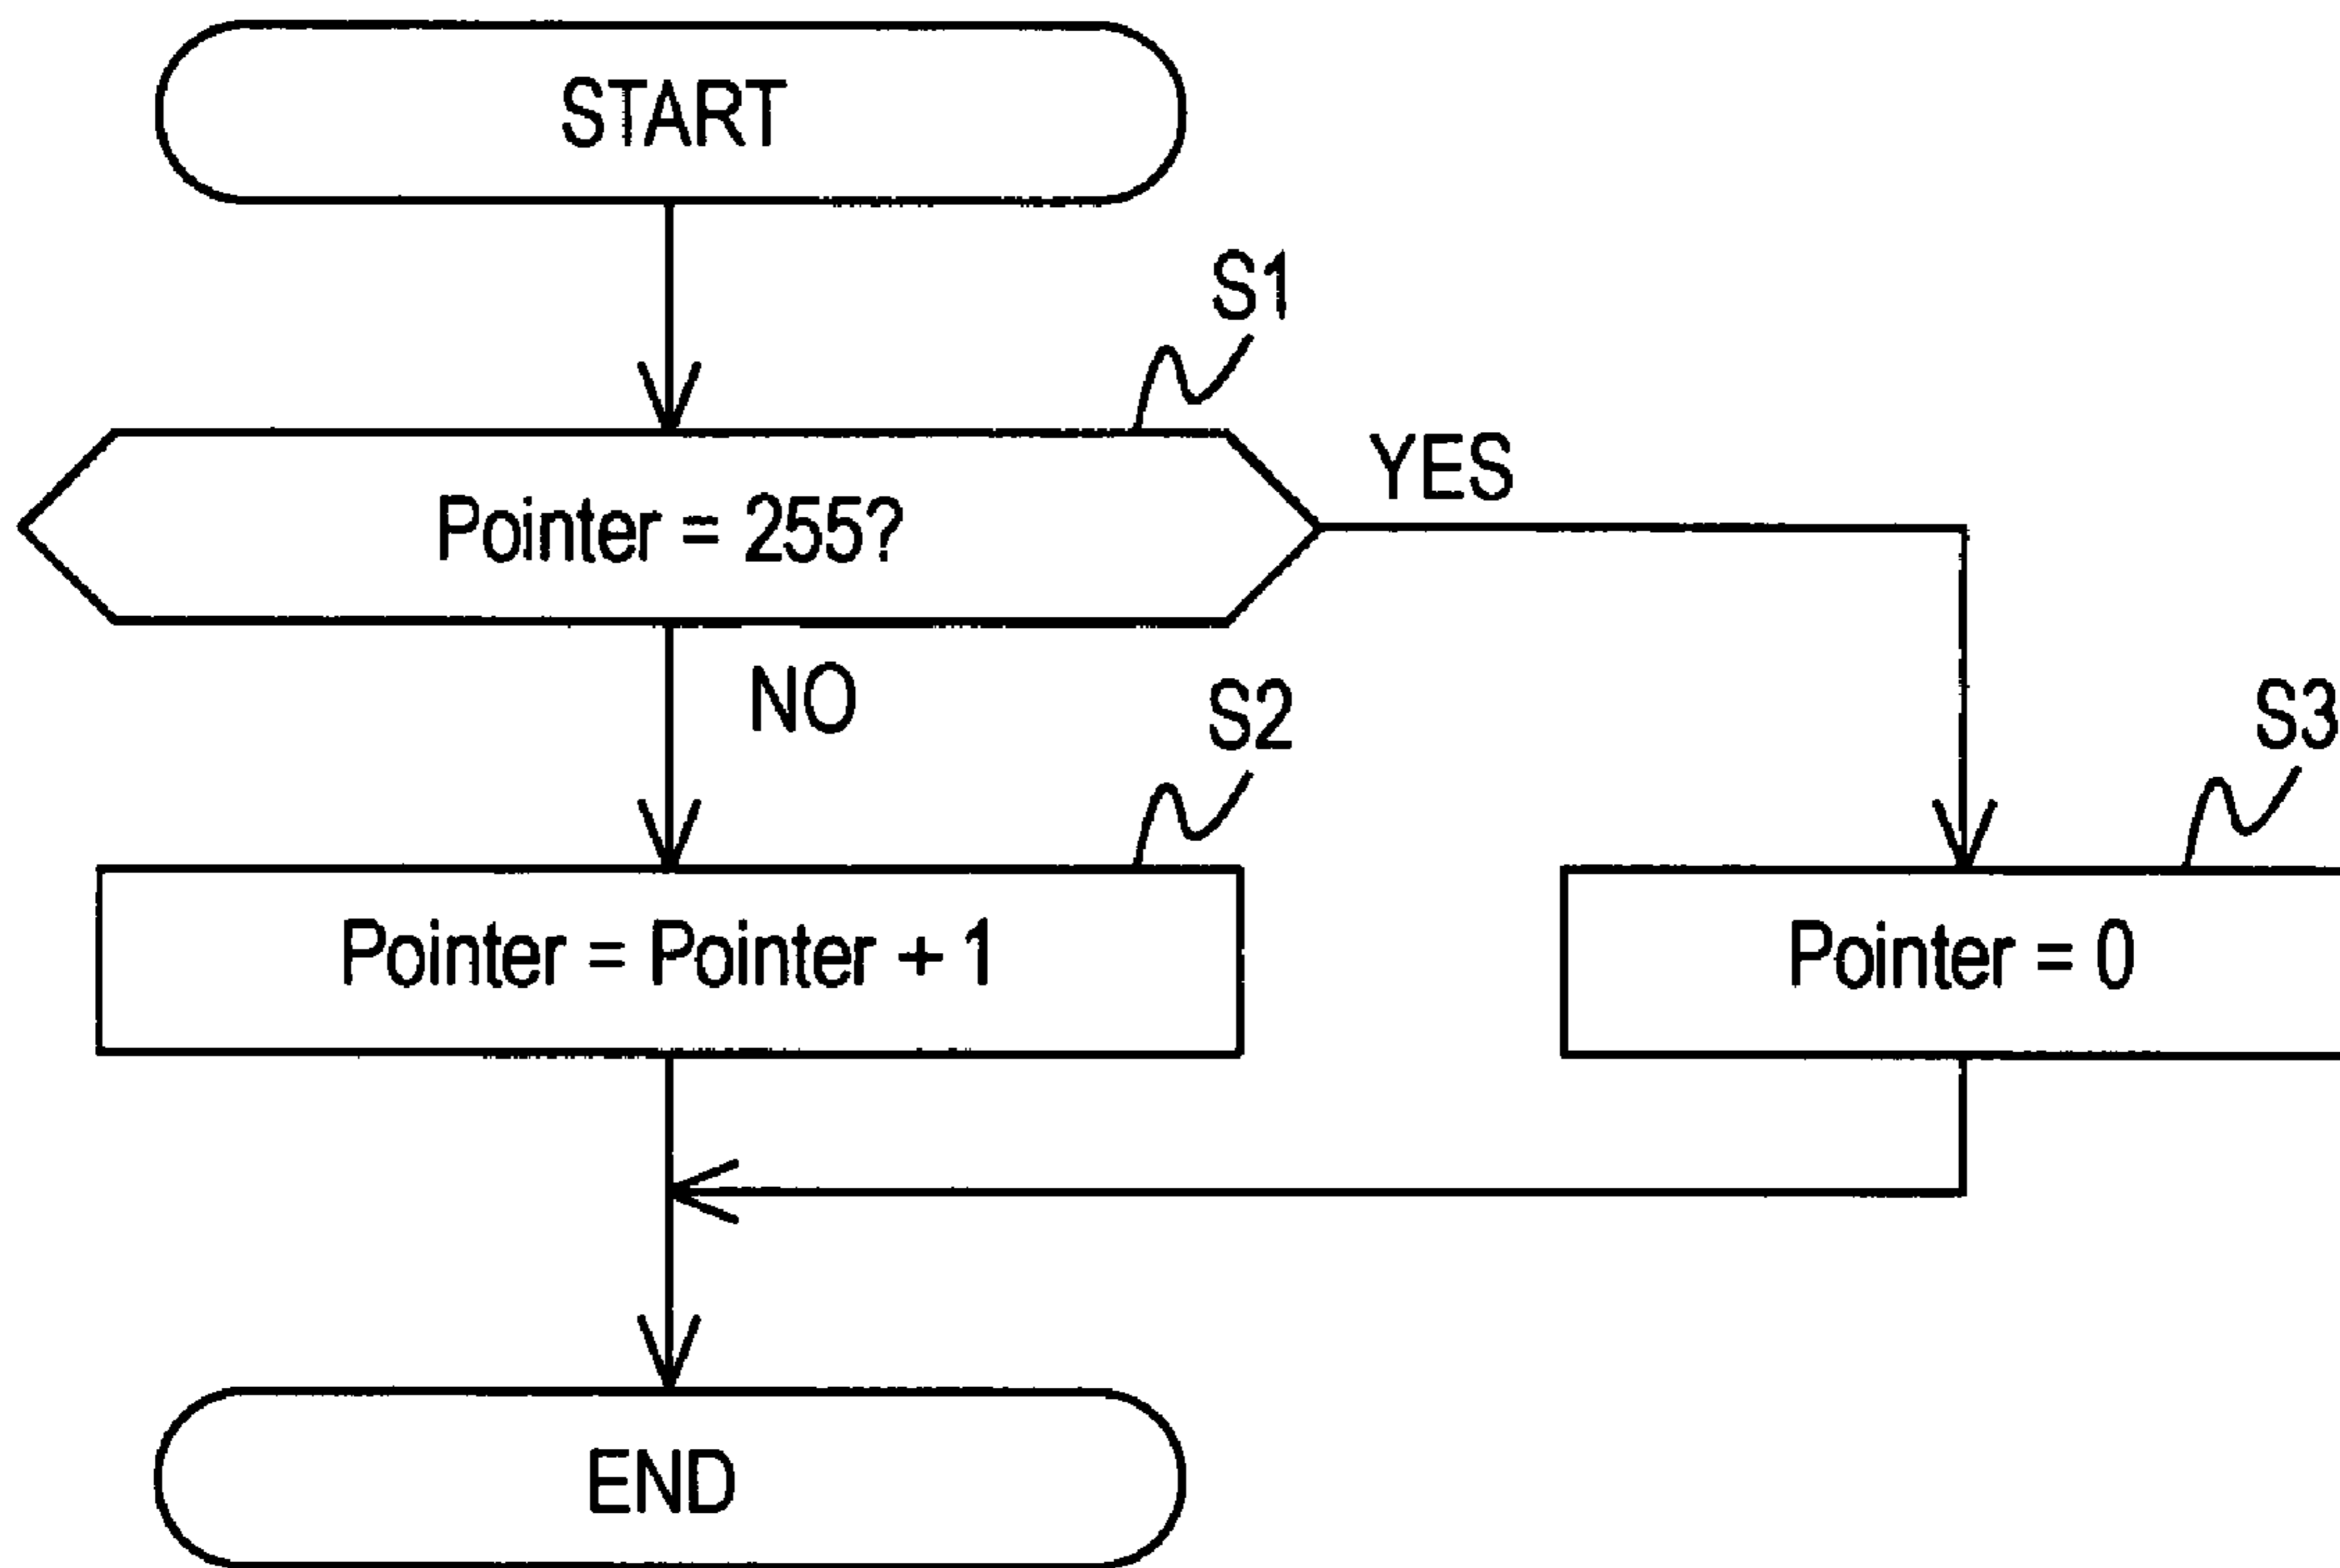 START
S1
Pointer = 255?
YES
NO
S2
S3
Pointer = Pointer + 1
Pointer = 0
END